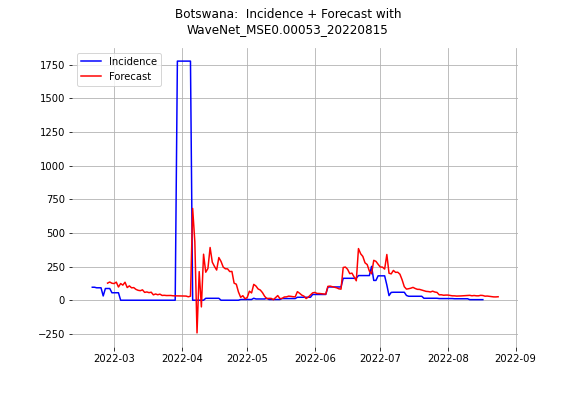 Botswana:  Incidence + Forecast with
WaveNet_MSE0.00053_20220815
Incidence
Forecast
1750
1500
1250
1000
750
500
250
0
−250
2022-03 2022-04 2022-05 2022-06 2022-07 2022-08 2022-09